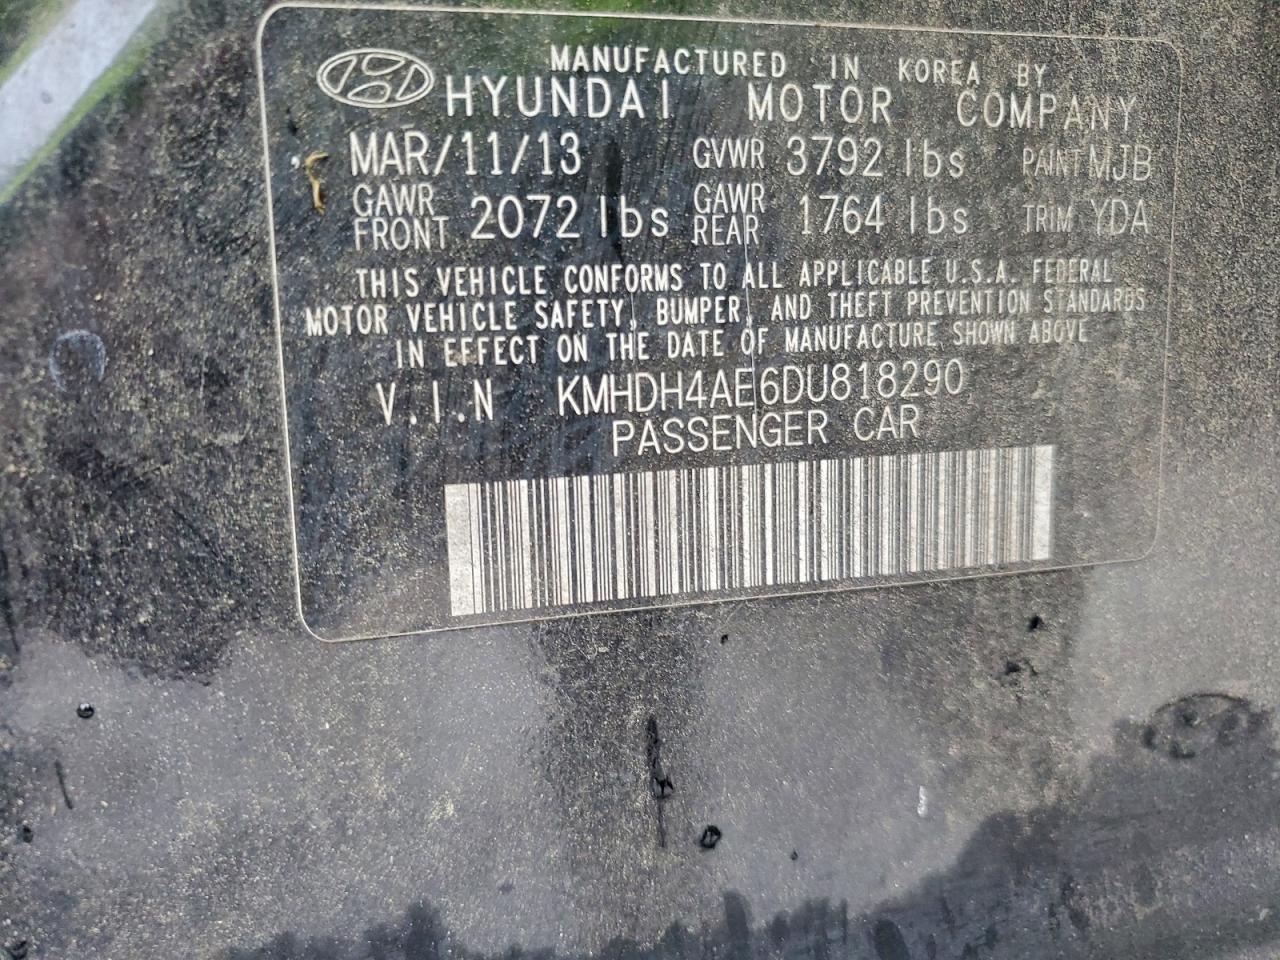 MANUFACTURED IN KOREA BY
HYUNDAI MOTOR COMPANY
MAR/11/13 GVWR 3792 lbs PAINT MJB
GAWR FRONT 2072 lbs GAWR REAR 1764 lbs TRIM YDA
THIS VEHICLE CONFORMS TO ALL APPLICABLE U.S.A. FEDERAL
MOTOR VEHICLE SAFETY, BUMPER, AND THEFT PREVENTION STANDARDS
IN EFFECT ON THE DATE OF MANUFACTURE SHOWN ABOVE
V.I.N KMHDH4AE6DU818290
PASSENGER CAR